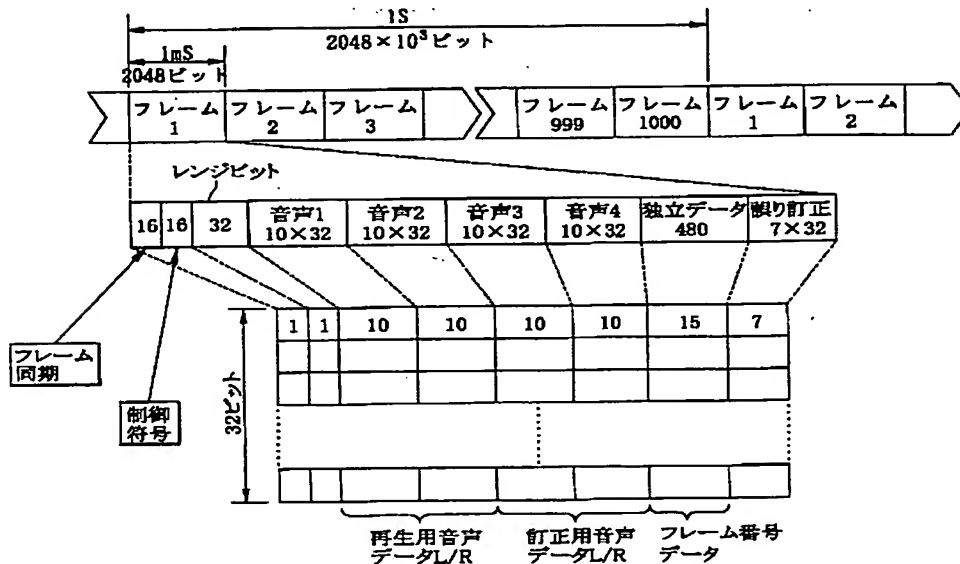 1S
2048×10³ビット
1mS
2048ビット
フレーム 1
フレーム 2
フレーム 3
フレーム 999
フレーム 1000
フレーム 1
フレーム 2
レンジビット
16
16
32
音声1 10×32
音声2 10×32
音声3 10×32
音声4 10×32
独立データ 480
誤り訂正 7×32
1
1
10
10
10
10
15
7
フレーム
同期
制御
符号
32ビット
再生用音声
データL/R
訂正用音声
データL/R
フレーム番号
データ